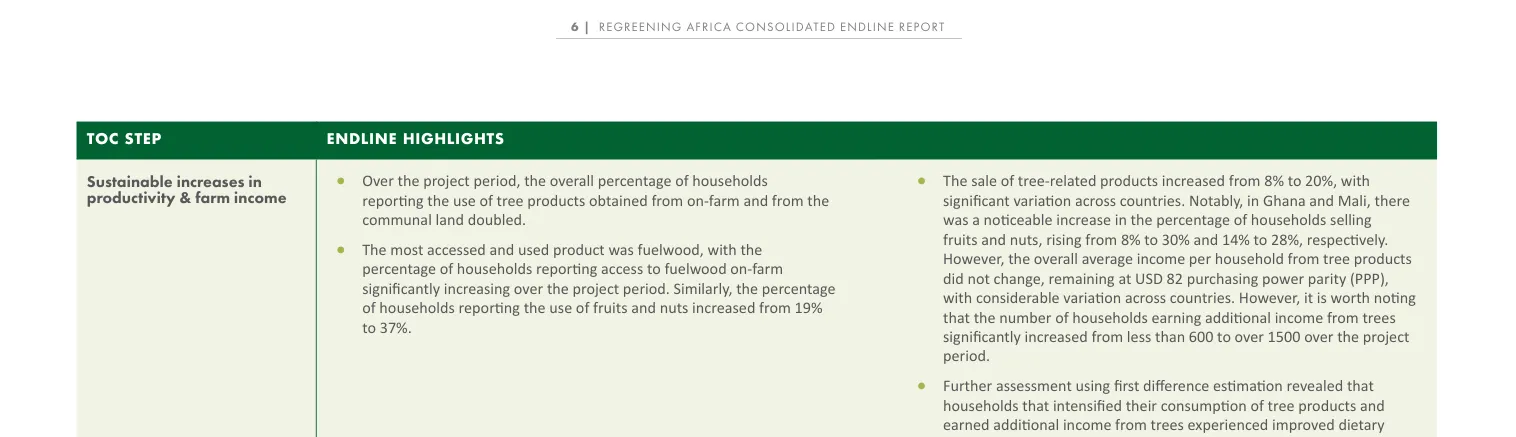 6 | REGREENING AFRICA CONSOLIDATED ENDLINE REPORT
TOC STEP
ENDLINE HIGHLIGHTS
Sustainable increases in
productivity & farm income
● Over the project period, the overall percentage of households
reporting the use of tree products obtained from on-farm and from the
communal land doubled.
● The most accessed and used product was fuelwood, with the
percentage of households reporting access to fuelwood on-farm
significantly increasing over the project period. Similarly, the percentage
of households reporting the use of fruits and nuts increased from 19%
to 37%.
● The sale of tree-related products increased from 8% to 20%, with
significant variation across countries. Notably, in Ghana and Mali, there
was a noticeable increase in the percentage of households selling
fruits and nuts, rising from 8% to 30% and 14% to 28%, respectively.
However, the overall average income per household from tree products
did not change, remaining at USD 82 purchasing power parity (PPP),
with considerable variation across countries. However, it is worth noting
that the number of households earning additional income from trees
significantly increased from less than 600 to over 1500 over the project
period.
● Further assessment using first difference estimation revealed that
households that intensified their consumption of tree products and
earned additional income from trees experienced improved dietary